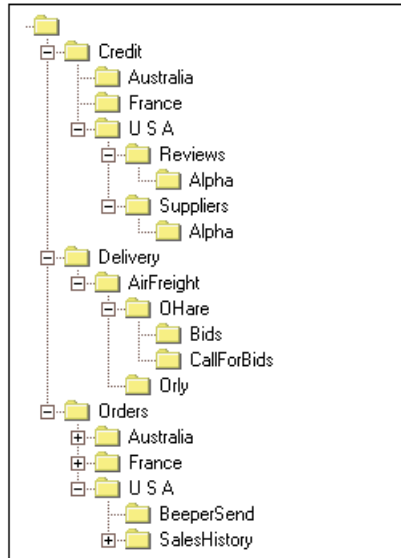 Credit
Australia
France
U S A
Reviews
Alpha
Suppliers
Alpha
Delivery
AirFreight
OHare
Bids
CallForBids
Orly
Orders
Australia
France
U S A
BeeperSend
SalesHistory